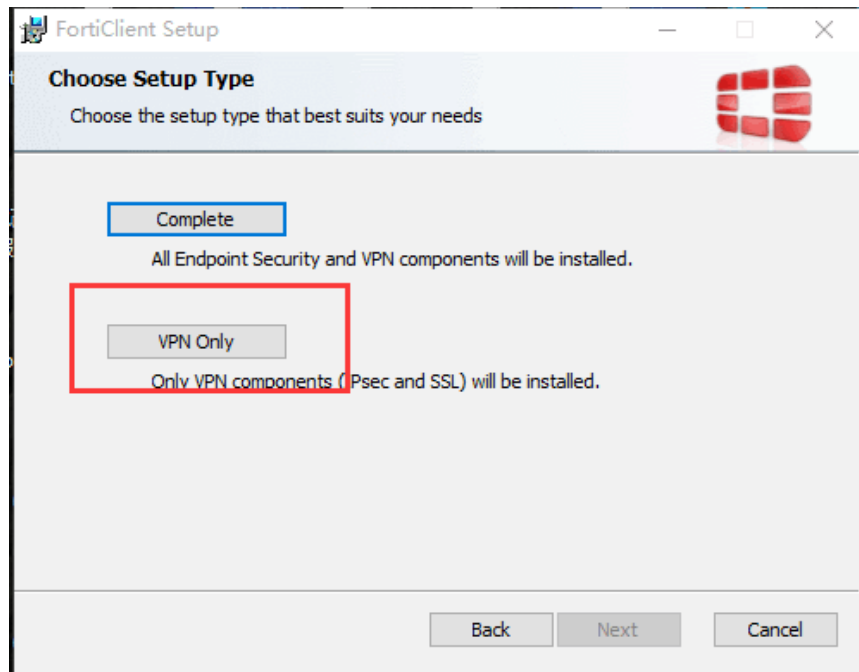 FortiClient Setup
Choose Setup Type
Choose the setup type that best suits your needs
Complete
All Endpoint Security and VPN components will be installed.
VPN Only
Only VPN components (IPsec and SSL) will be installed.
Back
Next
Cancel